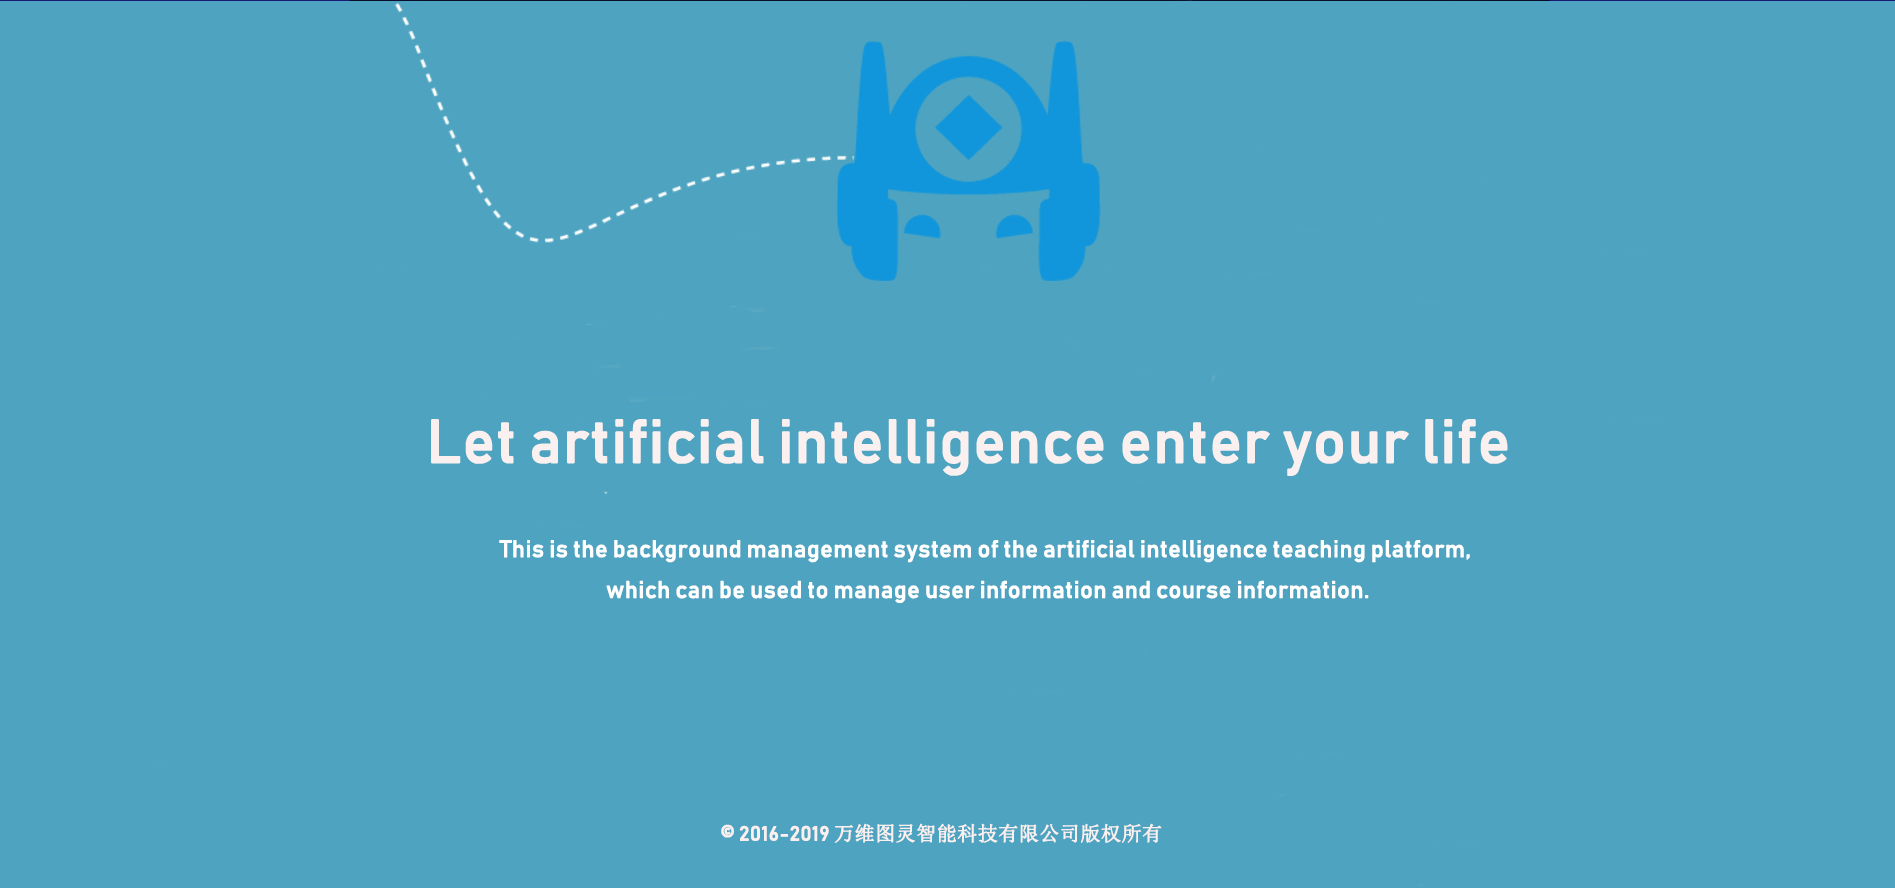 Let artificial intelligence enter your life
This is the background management system of the artificial intelligence teaching platform,
which can be used to manage user information and course information.
© 2016-2019 万维图灵智能科技有限公司版权所有